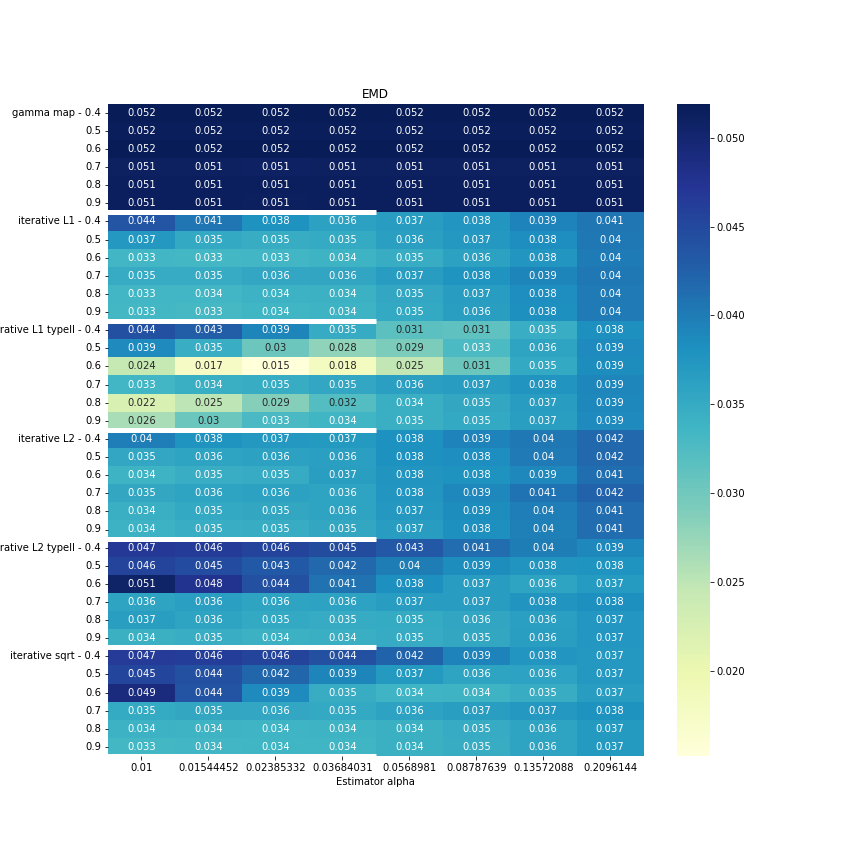 EMD
gamma map - 0.4 0.052 0.052 0.052 0.052 0.052 0.052 0.052 0.052
0.5 0.052 0.052 0.052 0.052 0.052 0.052 0.052 0.052
0.6 0.052 0.052 0.052 0.052 0.052 0.052 0.052 0.052
0.7 0.051 0.051 0.051 0.051 0.051 0.051 0.051 0.051
0.8 0.051 0.051 0.051 0.051 0.051 0.051 0.051 0.051
0.9 0.051 0.051 0.051 0.051 0.051 0.051 0.051 0.051
iterative L1 - 0.4 0.044 0.041 0.038 0.036 0.037 0.038 0.039 0.041
0.5 0.037 0.035 0.035 0.035 0.036 0.037 0.038 0.04
0.6 0.033 0.033 0.033 0.034 0.035 0.036 0.038 0.04
0.7 0.035 0.035 0.036 0.036 0.037 0.038 0.039 0.04
0.8 0.033 0.034 0.034 0.034 0.035 0.037 0.038 0.04
0.9 0.033 0.033 0.034 0.034 0.035 0.036 0.038 0.04
rative L1 typeII - 0.4 0.044 0.043 0.039 0.035 0.031 0.031 0.035 0.038
0.5 0.039 0.035 0.03 0.028 0.029 0.033 0.036 0.039
0.6 0.024 0.017 0.015 0.018 0.025 0.031 0.035 0.039
0.7 0.033 0.034 0.035 0.035 0.036 0.037 0.038 0.039
0.8 0.022 0.025 0.029 0.032 0.034 0.035 0.037 0.039
0.9 0.026 0.03 0.033 0.034 0.035 0.035 0.037 0.039
iterative L2 - 0.4 0.04 0.038 0.037 0.037 0.038 0.039 0.04 0.042
0.5 0.035 0.036 0.036 0.036 0.038 0.038 0.04 0.042
0.6 0.034 0.035 0.035 0.037 0.038 0.038 0.039 0.041
0.7 0.035 0.036 0.036 0.036 0.038 0.039 0.041 0.042
0.8 0.034 0.035 0.035 0.036 0.037 0.039 0.04 0.041
0.9 0.034 0.035 0.035 0.035 0.037 0.038 0.04 0.041
rative L2 typeII - 0.4 0.047 0.046 0.046 0.045 0.043 0.041 0.04 0.039
0.5 0.046 0.045 0.043 0.042 0.04 0.039 0.038 0.038
0.6 0.051 0.048 0.044 0.041 0.038 0.037 0.036 0.037
0.7 0.036 0.036 0.036 0.036 0.037 0.037 0.038 0.038
0.8 0.037 0.036 0.035 0.035 0.035 0.035 0.036 0.037
0.9 0.034 0.035 0.034 0.034 0.035 0.035 0.036 0.037
iterative sqrt - 0.4 0.047 0.046 0.046 0.044 0.042 0.039 0.038 0.037
0.5 0.045 0.044 0.042 0.039 0.037 0.036 0.036 0.037
0.6 0.049 0.044 0.039 0.035 0.034 0.034 0.035 0.037
0.7 0.035 0.035 0.036 0.035 0.036 0.037 0.037 0.038
0.8 0.034 0.034 0.034 0.034 0.034 0.035 0.036 0.037
0.9 0.033 0.034 0.034 0.034 0.034 0.035 0.036 0.037
0.01 0.01544452 0.02385332 0.03684031 0.0568981 0.08787639 0.13572088 0.2096144
Estimator alpha
0.050
0.045
0.040
0.035
0.030
0.025
0.020